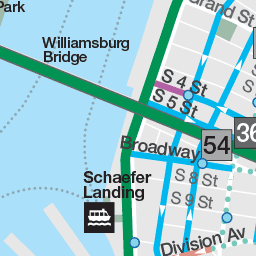 Park
Grand St
Williamsburg
Bridge
S 4 St
S 5 St
36
54
Broadway
S 8 St
S 9 St
Schaefer
Landing
Division Av